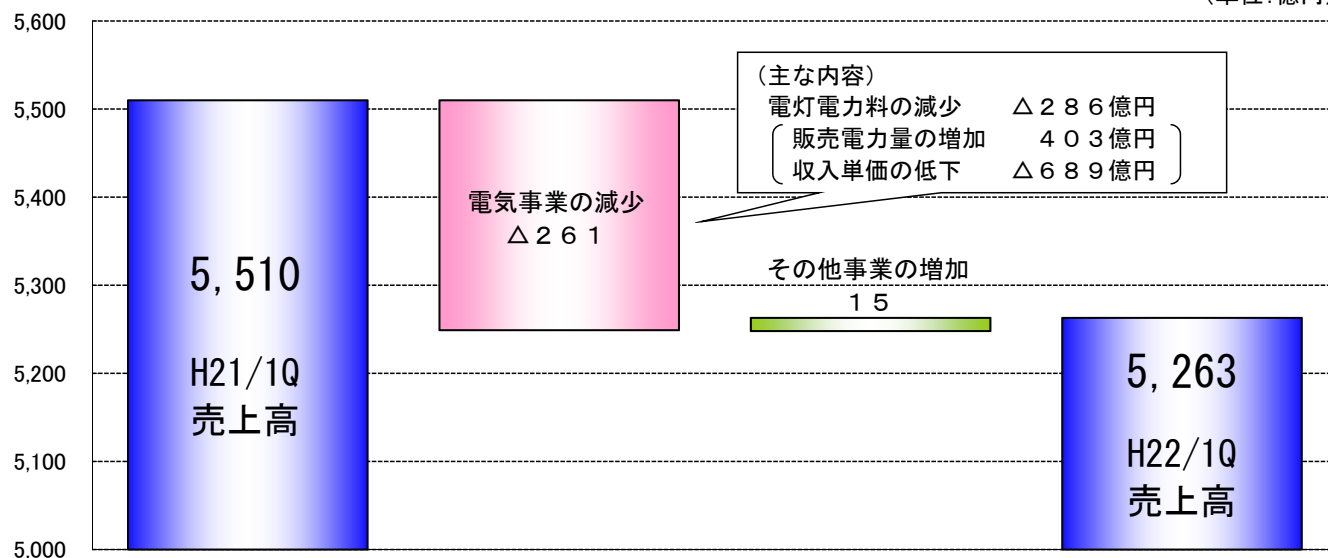 5,600
5,500
5,400
5,300
5,200
5,100
5,000
5,510
H21/1Q
売上高
電気事業の減少
△２６１
（主な内容）
電灯電力料の減少 △２８６億円
販売電力量の増加 ４０３億円
収入単価の低下 △６８９億円
その他事業の増加
１５
5,263
H22/1Q
売上高